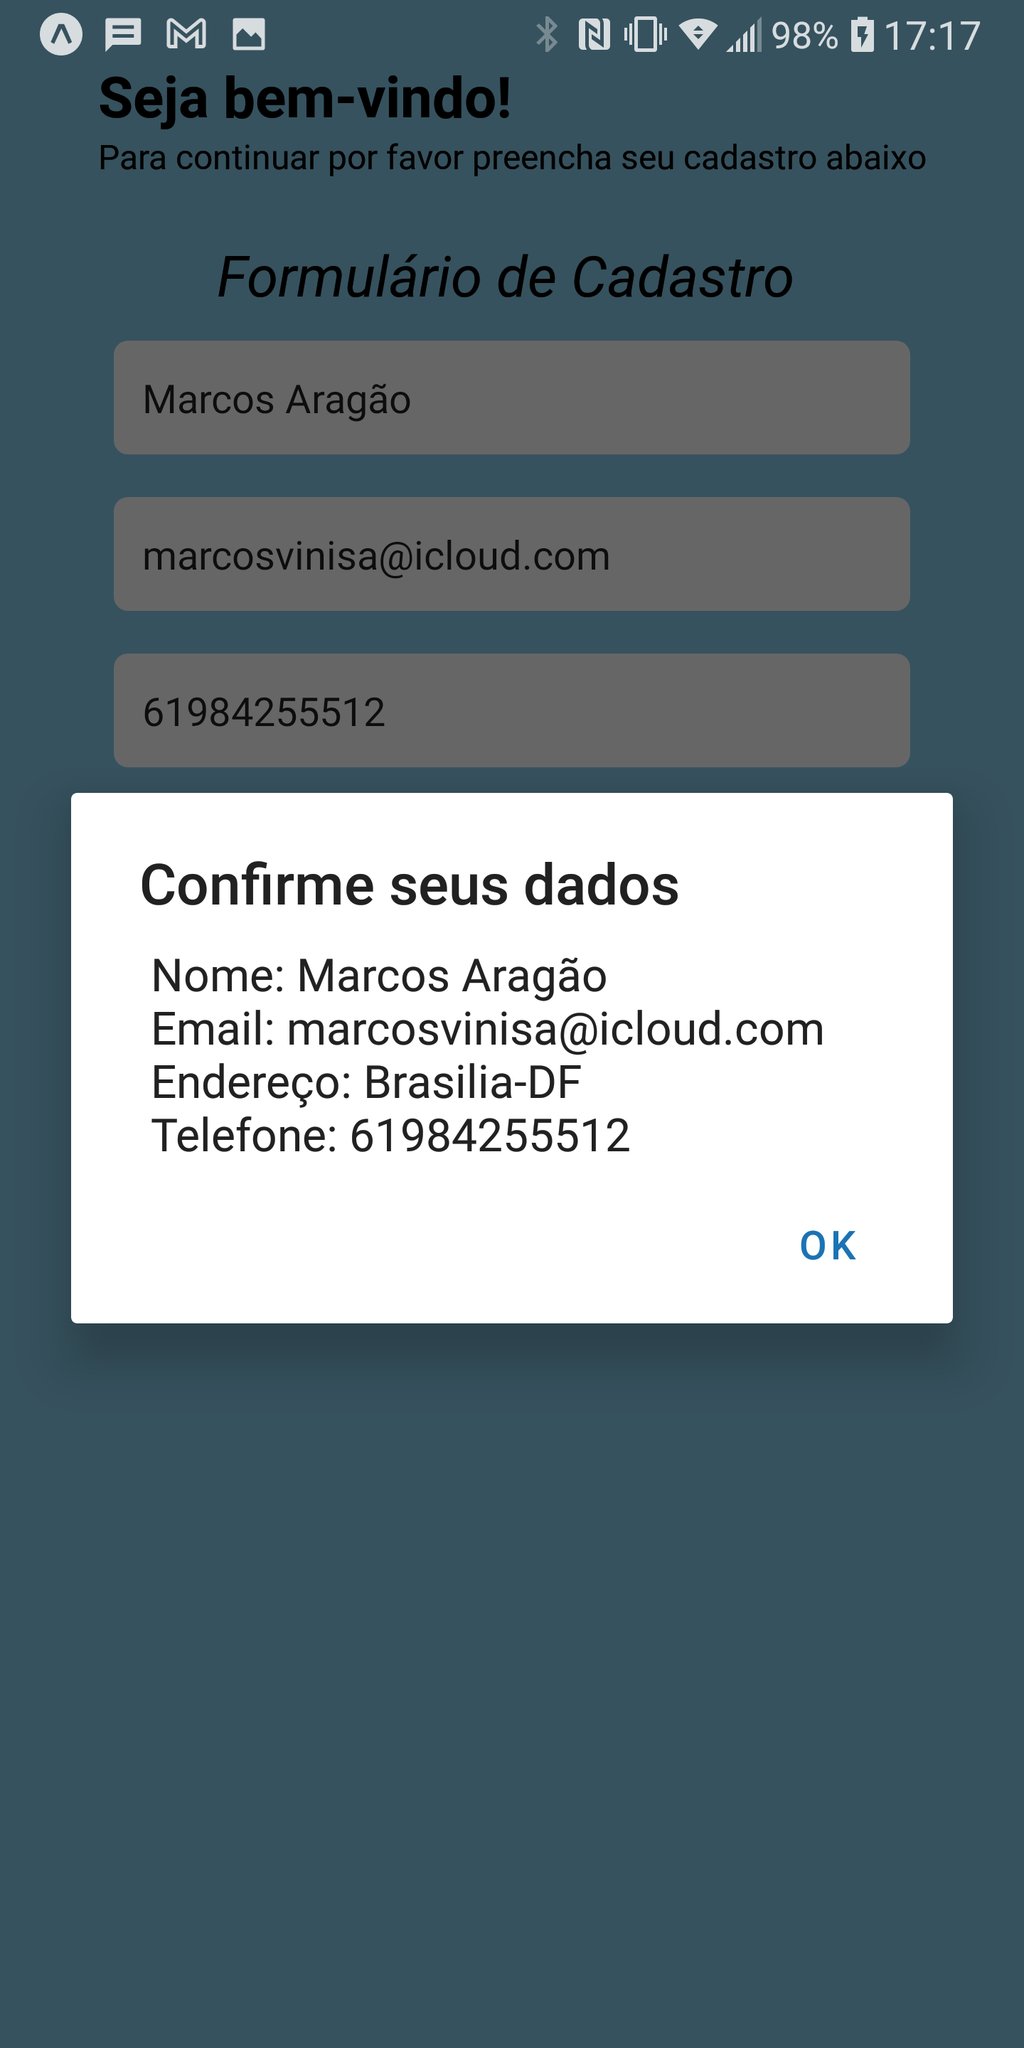 98% 17:17
Seja bem-vindo!
Para continuar por favor preencha seu cadastro abaixo
Formulário de Cadastro
Marcos Aragão
marcosvinisa@icloud.com
61984255512
Confirme seus dados
Nome: Marcos Aragão
Email: marcosvinisa@icloud.com
Endereço: Brasilia-DF
Telefone: 61984255512
OK